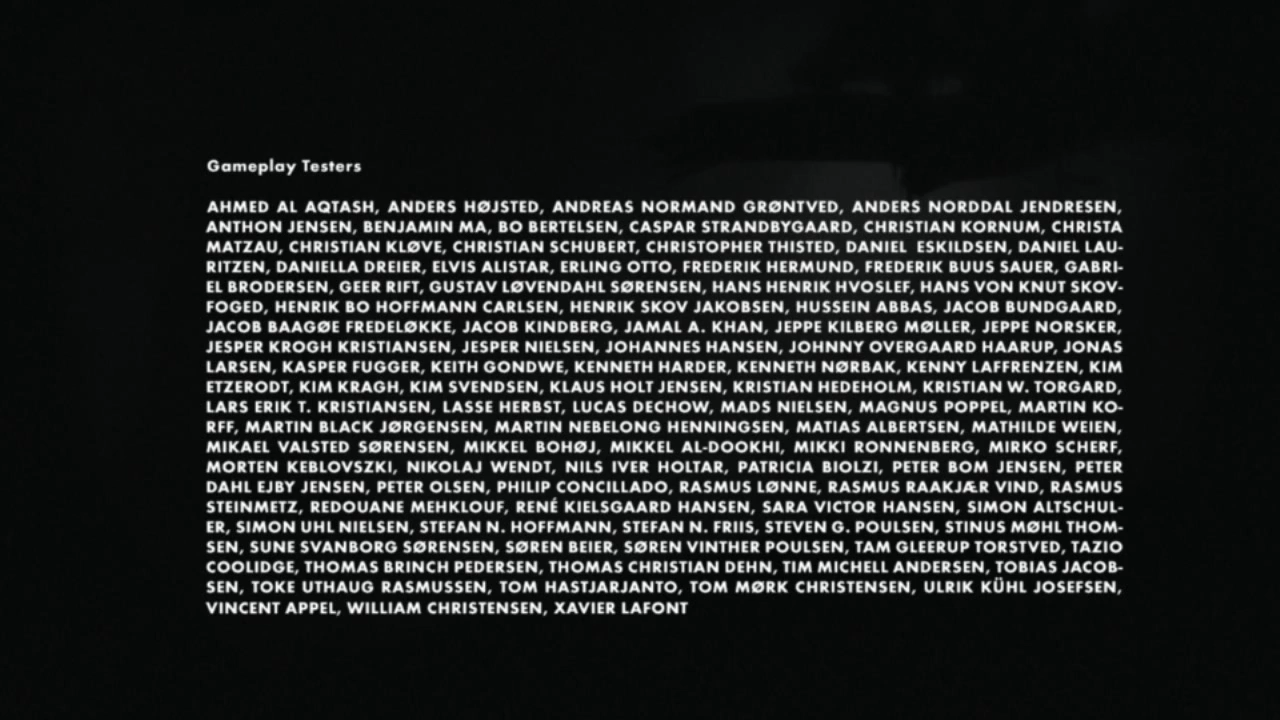 Gameplay Testers
AHMED AL AQTASH, ANDERS HØJSTED, ANDREAS NORMAND GRØNTVED, ANDERS NORDDAL JENDRESEN,
ANTHON JENSEN, BENJAMIN MA, BO BERTELSEN, CASPAR STRANDBYGAARD, CHRISTIAN KORNUM, CHRISTA
MATZAU, CHRISTIAN KLØVE, CHRISTIAN SCHUBERT, CHRISTOPHER THISTED, DANIEL ESKILDSEN, DANIEL LAU-
RITZEN, DANIELLA DREIER, ELVIS ALISTAR, ERLING OTTO, FREDERIK HERMUND, FREDERIK BUUS SAUER, GABRI-
EL BRODERSEN, GEER RIFT, GUSTAV LØVENDAHL SØRENSEN, HANS HENRIK HVOSLEF, HANS VON KNUT SKOV-
FOGED, HENRIK BO HOFFMANN CARLSEN, HENRIK SKOV JAKOBSEN, HUSSEIN ABBAS, JACOB BUNDGAARD,
JACOB BAAGØE FREDELØKKE, JACOB KINDBERG, JAMAL A. KHAN, JEPPE KILBERG MØLLER, JEPPE NORSKER,
JESPER KROGH KRISTIANSEN, JESPER NIELSEN, JOHANNES HANSEN, JOHNNY OVERGAARD HAARUP, JONAS
LARSEN, KASPER FUGGER, KEITH GONDWE, KENNETH HARDER, KENNETH NØRBAK, KENNY LAFFRENZEN, KIM
ETZERODT, KIM KRAGH, KIM SVENDSEN, KLAUS HOLT JENSEN, KRISTIAN HEDEHOLM, KRISTIAN W. TORGARD,
LARS ERIK T. KRISTIANSEN, LASSE HERBST, LUCAS DECHOW, MADS NIELSEN, MAGNUS POPPEL, MARTIN KO-
RFF, MARTIN BLACK JØRGENSEN, MARTIN NEBELONG HENNINGSEN, MATIAS ALBERTSEN, MATHILDE WEIEN,
MIKAEL VALSTED SØRENSEN, MIKKEL BOHØJ, MIKKEL AL-DOOKHI, MIKKI RONNENBERG, MIRKO SCHERF,
MORTEN KEBLOVSZKI, NIKOLAJ WENDT, NILS IVER HOLTAR, PATRICIA BIOLZI, PETER BOM JENSEN, PETER
DAHL EJBY JENSEN, PETER OLSEN, PHILIP CONCILLADO, RASMUS LØNNE, RASMUS RAAKJÆR VIND, RASMUS
STEINMETZ, REDOUANE MEHKLOUF, RENÉ KIELSGAARD HANSEN, SARA VICTOR HANSEN, SIMON ALTSCHUL-
ER, SIMON UHL NIELSEN, STEFAN N. HOFFMANN, STEFAN N. FRIIS, STEVEN G. POULSEN, STINUS MØHL THOM-
SEN, SUNE SVANBORG SØRENSEN, SØREN BEIER, SØREN VINTHER POULSEN, TAM GLEERUP TORSTVED, TAZIO
COOLIDGE, THOMAS BRINCH PEDERSEN, THOMAS CHRISTIAN DEHN, TIM MICHELL ANDERSEN, TOBIAS JACOB-
SEN, TOKE UTHAUG RASMUSSEN, TOM HASTJARJANTO, TOM MØRK CHRISTENSEN, ULRIK KÜHL JOSEFSEN,
VINCENT APPEL, WILLIAM CHRISTENSEN, XAVIER LAFONT